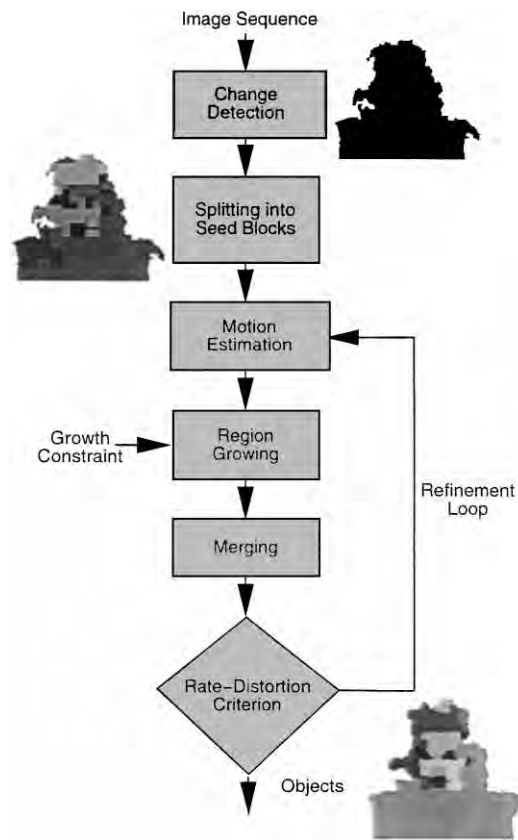 Image Sequence
Change
Detection
Splitting into
Seed Blocks
Motion
Estimation
Growth
Constraint
Region
Growing
Refinement
Loop
Merging
Rate-Distortion
Criterion
Objects